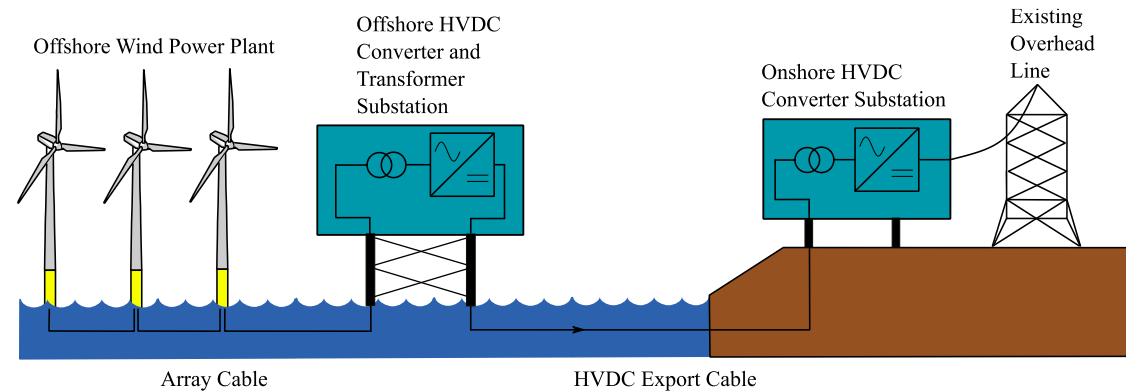 Offshore Wind Power Plant
Offshore HVDC
Converter and
Transformer
Substation
Onshore HVDC
Converter Substation
Existing
Overhead
Line
Array Cable
HVDC Export Cable